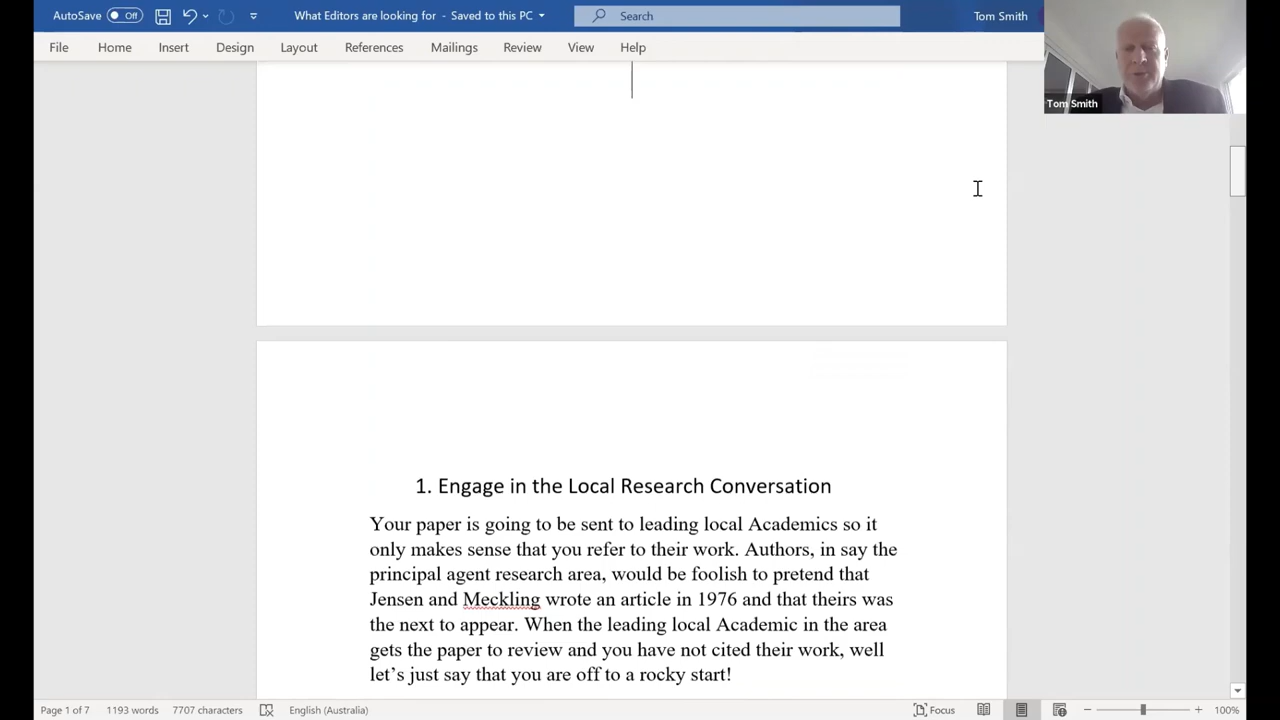 AutoSave Off What Editors are looking for - Saved to this PC Search Tom Smith
File Home Insert Design Layout References Mailings Review View Help
Tom Smith
1. Engage in the Local Research Conversation
Your paper is going to be sent to leading local Academics so it
only makes sense that you refer to their work. Authors, in say the
principal agent research area, would be foolish to pretend that
Jensen and Meckling wrote an article in 1976 and that theirs was
the next to appear. When the leading local Academic in the area
gets the paper to review and you have not cited their work, well
let’s just say that you are off to a rocky start!
Page 1 of 7 1193 words 7707 characters English (Australia) Focus 100%